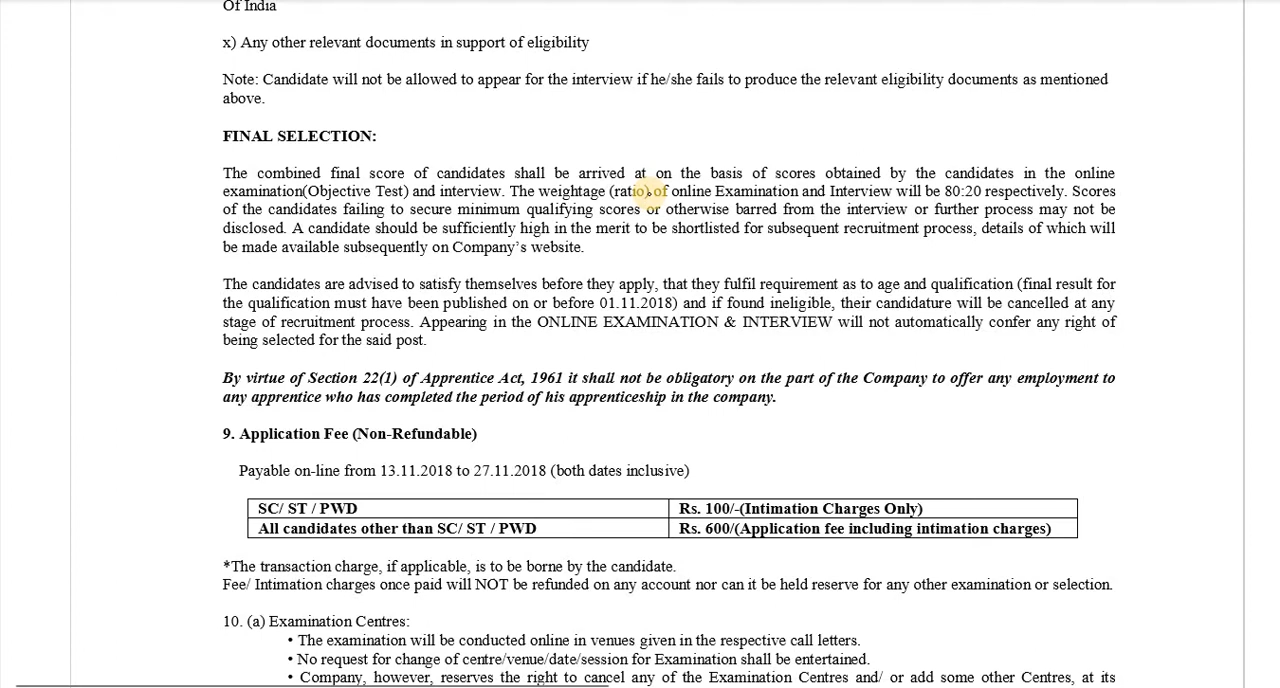 Of India
x) Any other relevant documents in support of eligibility
Note: Candidate will not be allowed to appear for the interview if he/she fails to produce the relevant eligibility documents as mentioned
above.
FINAL SELECTION:
The combined final score of candidates shall be arrived at on the basis of scores obtained by the candidates in the online
examination(Objective Test) and interview. The weightage (ratio) of online Examination and Interview will be 80:20 respectively. Scores
of the candidates failing to secure minimum qualifying scores or otherwise barred from the interview or further process may not be
disclosed. A candidate should be sufficiently high in the merit to be shortlisted for subsequent recruitment process, details of which will
be made available subsequently on Company's website.
The candidates are advised to satisfy themselves before they apply, that they fulfil requirement as to age and qualification (final result for
the qualification must have been published on or before 01.11.2018) and if found ineligible, their candidature will be cancelled at any
stage of recruitment process. Appearing in the ONLINE EXAMINATION & INTERVIEW will not automatically confer any right of
being selected for the said post.
By virtue of Section 22(1) of Apprentice Act, 1961 it shall not be obligatory on the part of the Company to offer any employment to
any apprentice who has completed the period of his apprenticeship in the company.
9. Application Fee (Non-Refundable)
Payable on-line from 13.11.2018 to 27.11.2018 (both dates inclusive)
SC/ ST / PWD Rs. 100/-(Intimation Charges Only)
All candidates other than SC/ ST / PWD Rs. 600/(Application fee including intimation charges)
*The transaction charge, if applicable, is to be borne by the candidate.
Fee/ Intimation charges once paid will NOT be refunded on any account nor can it be held reserve for any other examination or selection.
10. (a) Examination Centres:
• The examination will be conducted online in venues given in the respective call letters.
• No request for change of centre/venue/date/session for Examination shall be entertained.
• Company, however, reserves the right to cancel any of the Examination Centres and/ or add some other Centres, at its